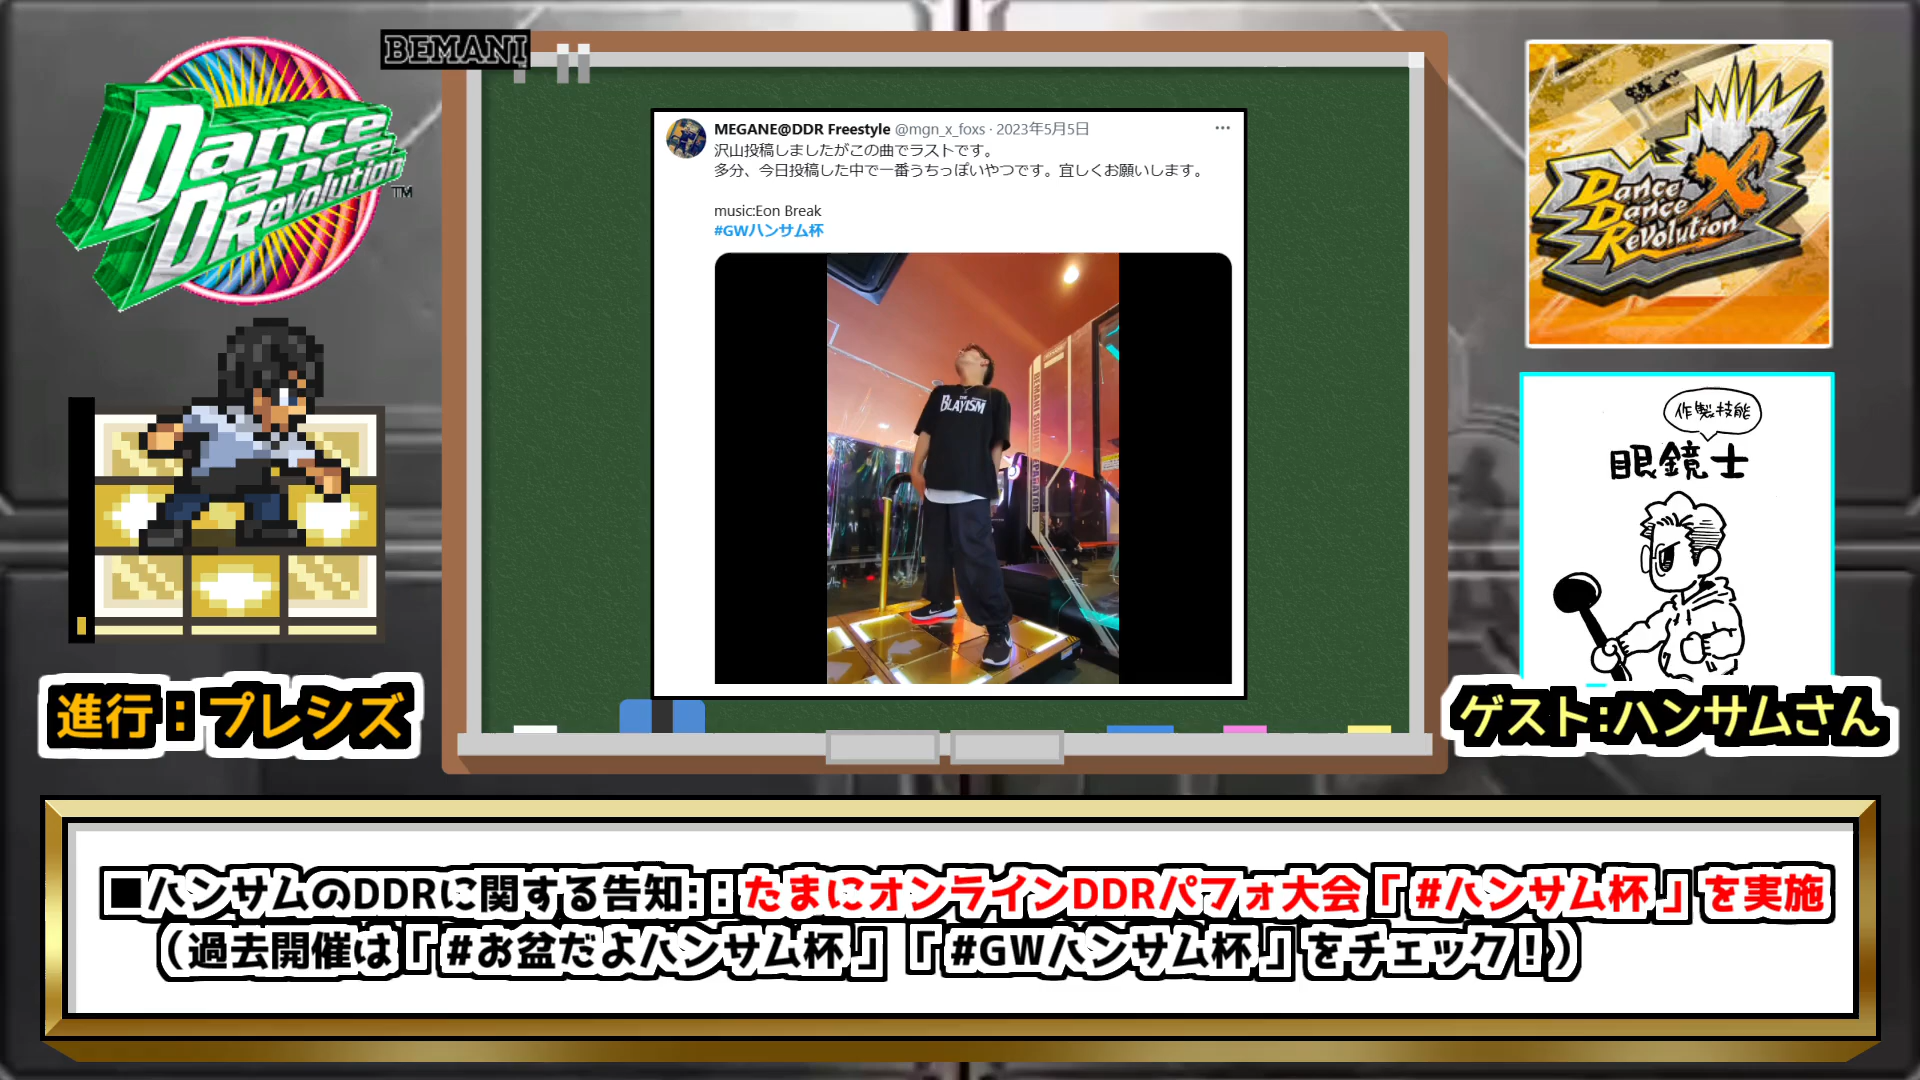 BEMANI
Dance
Dance
Revolution
TM
MEGANE@DDR Freestyle @mgn_x_foxs · 2023年5月5日
沢山投稿しましたがこの曲でラストです。
多分、今日投稿した中で一番うちっぽいやつです。宜しくお願いします。
music:Eon Break
#GWハンサム杯
BLAYISM
Dance
Dance
Revolution
X
作製技能
眼鏡士
進行：プレシズ
ゲスト:ハンサムさん
■ハンサムのDDRに関する告知:：たまにオンラインDDRパフォ大会「 #ハンサム杯 」を実施
（過去開催は「 #お盆だよハンサム杯 」「 #GWハンサム杯 」をチェック！）